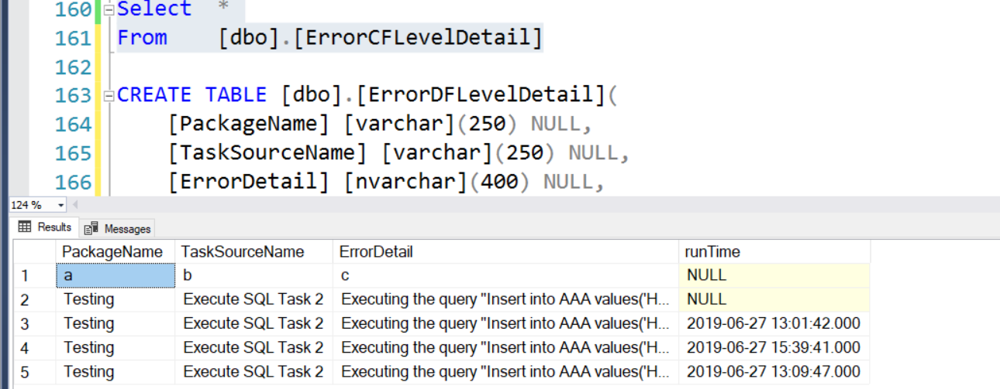 160 Select *
161 From [dbo].[ErrorCFLevelDetail]
162
163 CREATE TABLE [dbo].[ErrorDFLevelDetail](
164 [PackageName] [varchar](250) NULL,
165 [TaskSourceName] [varchar](250) NULL,
166 [ErrorDetail] [nvarchar](400) NULL,
124 %
Results Messages
PackageName TaskSourceName ErrorDetail runTime
1 a b c NULL
2 Testing Execute SQL Task 2 Executing the query "Insert into AAA values('H... NULL
3 Testing Execute SQL Task 2 Executing the query "Insert into AAA values('H... 2019-06-27 13:01:42.000
4 Testing Execute SQL Task 2 Executing the query "Insert into AAA values('H... 2019-06-27 15:39:41.000
5 Testing Execute SQL Task 2 Executing the query "Insert into AAA values('H... 2019-06-27 13:09:47.000